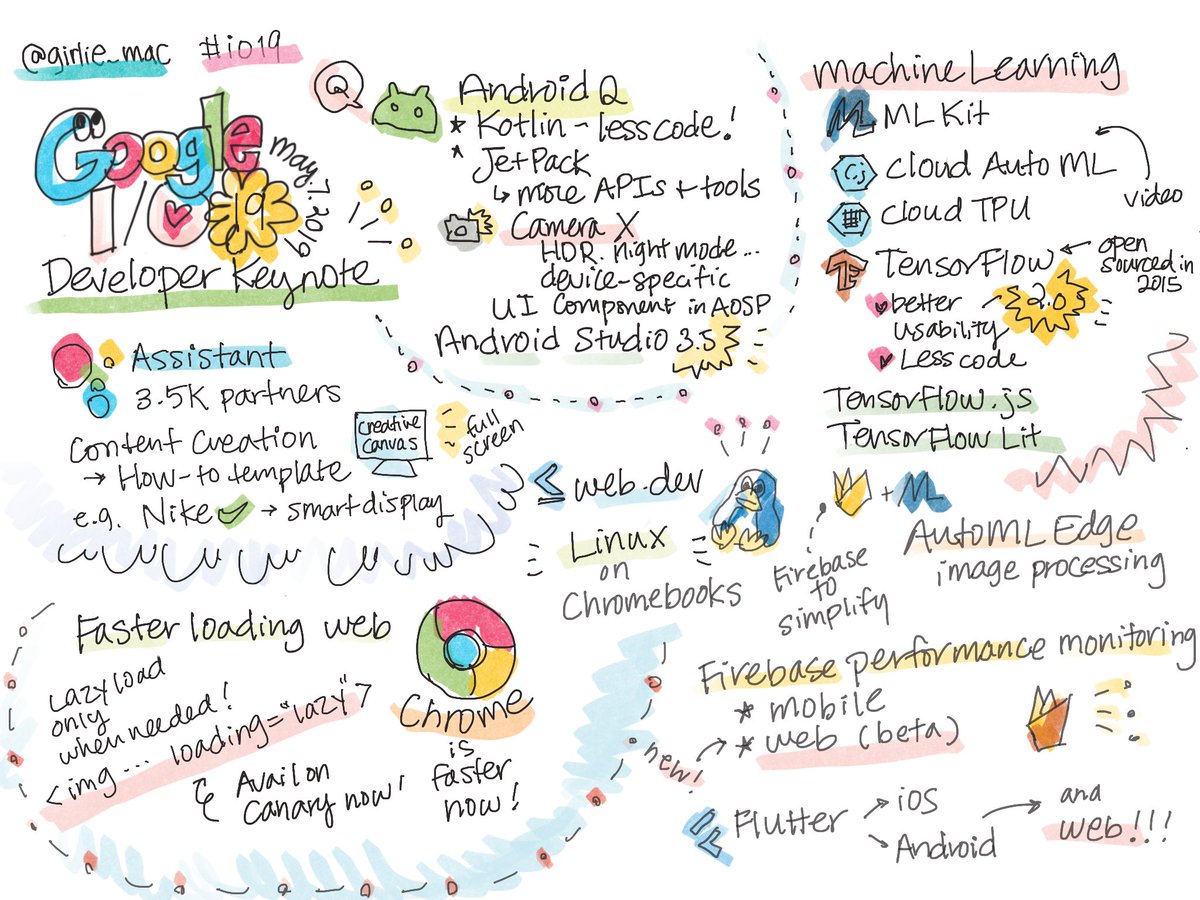 @girlie_mac #io19
Google
I/O 19
May 7. 2019
Developer Keynote
Q
Android Q
* Kotlin - less code!
* JetPack
↳ more APIs + tools
Camera X
HDR. night mode...
device-specific
UI Component in AOSP
Android Studio 3.5
Machine Learning
ML ML Kit
cloud Auto ML
video
cloud TPU
TensorFlow ← open
sourced in
2015
2.0
better
usability
Less code
Tensorflow.js
TensorFlow Lit
+ M
Firebase
to
simplify
AutoML Edge
image processing
Assistant
3.5K partners
Content Creation
→ How-to template
e.g. Nike → smart display
creative
canvas
full
screen
web.dev
Linux
on
Chromebooks
Faster loading web
Lazy load
only
when needed!
<img... loading="lazy">
Avail on
Canary now!
Chrome
is
faster
now!
Firebase performance monitoring
* mobile
new! → * web (beta)
Flutter → iOS
→ Android → and
web!!!